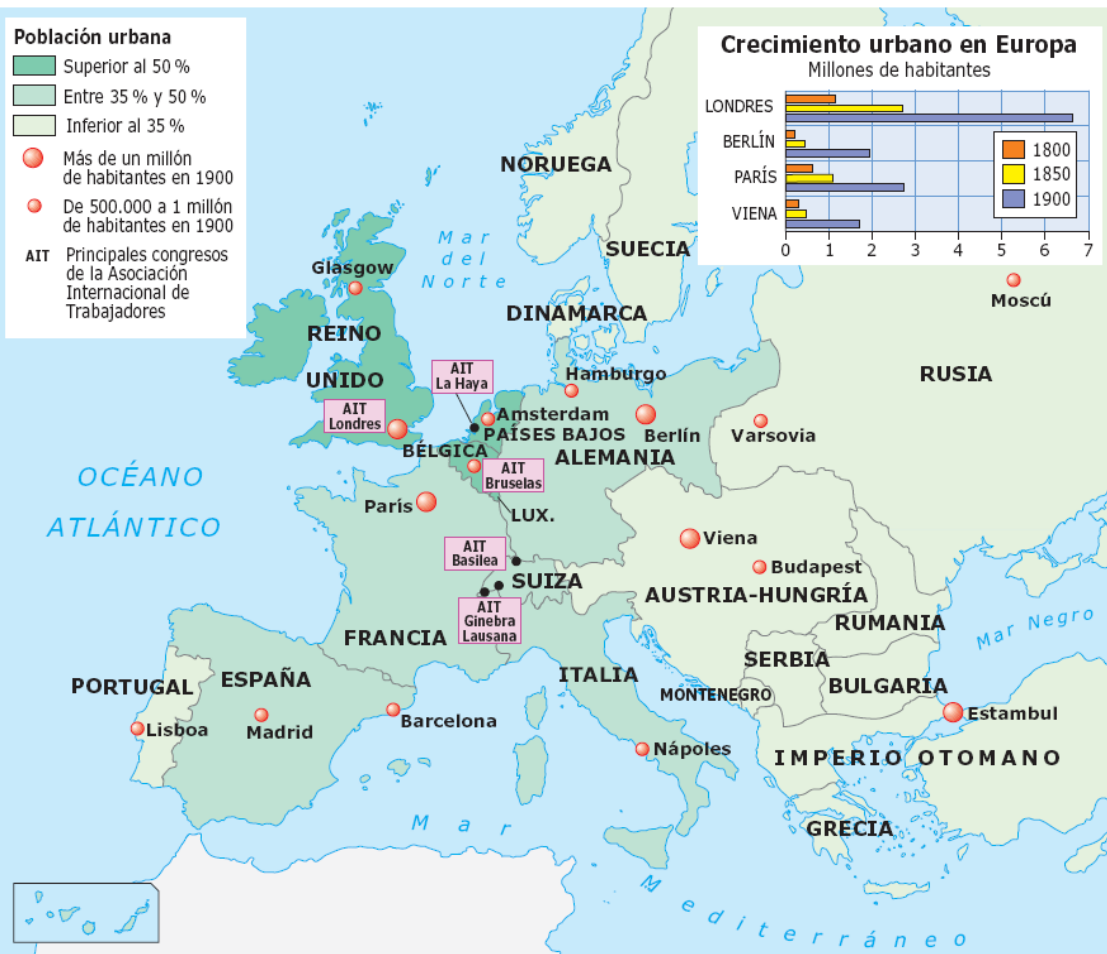 Población urbana
Superior al 50 %
Entre 35 % y 50 %
Inferior al 35 %
Más de un millón
de habitantes en 1900
De 500.000 a 1 millón
de habitantes en 1900
AIT Principales congresos
de la Asociación
Internacional de
Trabajadores
Crecimiento urbano en Europa
Millones de habitantes
LONDRES
BERLÍN
PARÍS
VIENA
1800
1850
1900
0 1 2 3 4 5 6 7
NORUEGA
SUECIA
Mar
del
Norte
Glasgow
Moscú
DINAMARCA
REINO
UNIDO
AIT
La Haya
Hamburgo
RUSIA
AIT
Londres
Amsterdam
PAÍSES BAJOS
Berlín
Varsovia
BÉLGICA
ALEMANIA
AIT
Bruselas
OCÉANO
ATLÁNTICO
París
LUX.
Viena
AIT
Basilea
SUIZA
Budapest
AUSTRIA-HUNGRÍA
AIT
Ginebra
Lausana
FRANCIA
RUMANIA
Mar Negro
SERBIA
ITALIA
PORTUGAL
ESPAÑA
MONTENEGRO
BULGARIA
Lisboa
Madrid
Barcelona
Estambul
Nápoles
IMPERIO OTOMANO
GRECIA
Mar
Mediterráneo